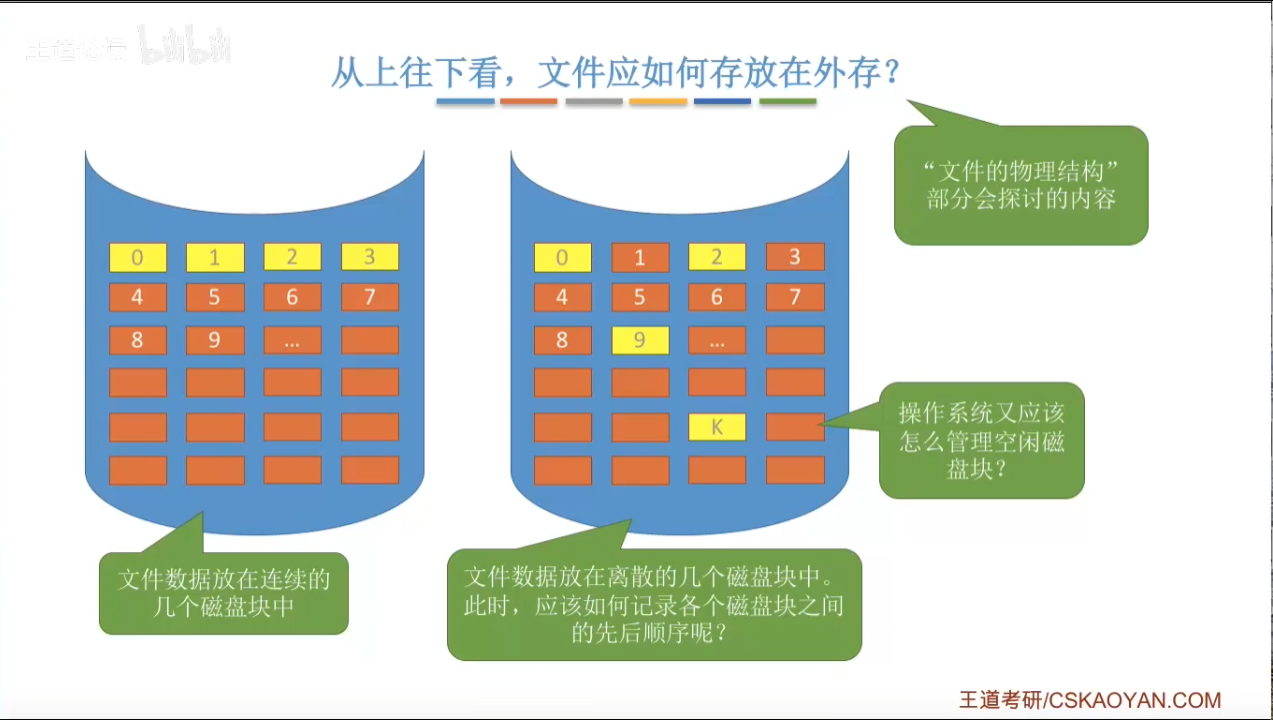 王道论坛 bilibili
从上往下看，文件应如何存放在外存？
“文件的物理结构”
部分会探讨的内容
0 1 2 3
4 5 6 7
8 9 ...
0 1 2 3
4 5 6 7
8 9 ...
K
操作系统又应该
怎么管理空闲磁
盘块？
文件数据放在连续的
几个磁盘块中
文件数据放在离散的几个磁盘块中。
此时，应该如何记录各个磁盘块之间
的先后顺序呢？
王道考研/CSKAOYAN.COM